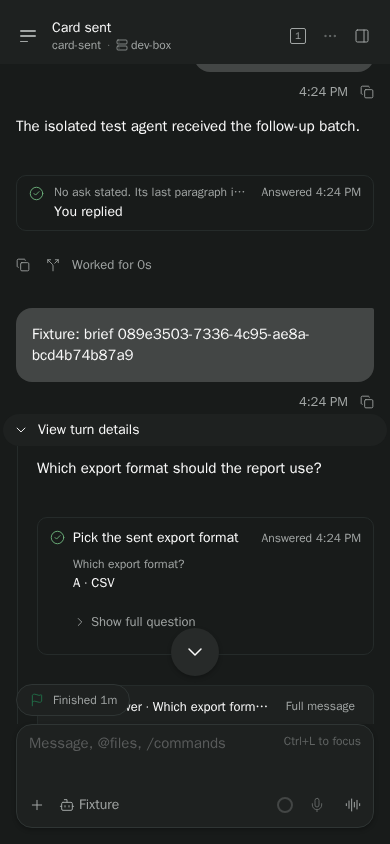 Card sent
card-sent · dev-box
1
4:24 PM
The isolated test agent received the follow-up batch.
No ask stated. Its last paragraph i··· Answered 4:24 PM
You replied
Worked for 0s
Fixture: brief 089e3503-7336-4c95-ae8a-
bcd4b74b87a9
4:24 PM
View turn details
Which export format should the report use?
Pick the sent export format Answered 4:24 PM
Which export format?
A · CSV
Show full question
Finished 1m
ver · Which export form··· Full message
Message, @files, /commands Ctrl+L to focus
Fixture